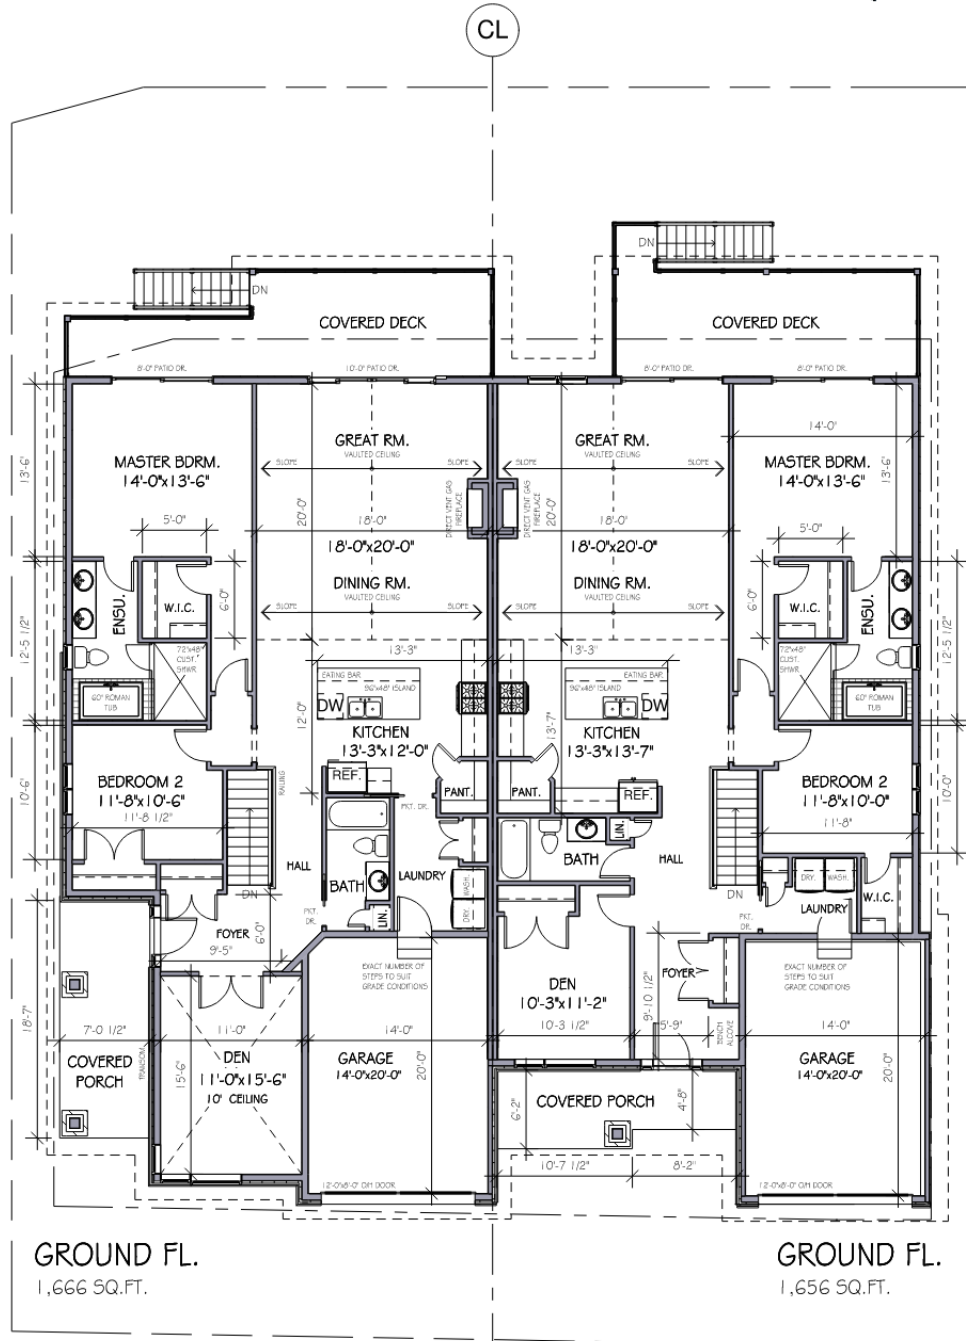 CL
DN
DN
COVERED DECK
COVERED DECK
8'-0" PATIO DR.
10'-0" PATIO DR.
8'-0" PATIO DR.
8'-0" PATIO DR.
14'-0"
GREAT RM.
VAULTED CEILING
GREAT RM.
VAULTED CEILING
MASTER BDRM.
14'-0"x13'-6"
SLOPE
SLOPE
SLOPE
SLOPE
MASTER BDRM.
14'-0"x13'-6"
13'-6"
13'-6"
20'-0"
DIRECT VENT GAS
FIREPLACE
DIRECT VENT GAS
FIREPLACE
20'-0"
5'-0"
18'-0"
18'-0"
5'-0"
18'-0"x20'-0"
18'-0"x20'-0"
DINING RM.
VAULTED CEILING
DINING RM.
VAULTED CEILING
ENSU.
W.I.C.
6'-0"
SLOPE
SLOPE
SLOPE
SLOPE
6'-0"
W.I.C.
ENSU.
12'-5 1/2"
12'-5 1/2"
72"x48"
CUST.
SHWR
13'-3"
13'-3"
72"x48"
CUST.
SHWR
EATING BAR
96"x48" ISLAND
EATING BAR
96"x48" ISLAND
60" ROMAN
TUB
DW
DW
60" ROMAN
TUB
12'-0"
13'-7"
KITCHEN
13'-3"x12'-0"
KITCHEN
13'-3"x13'-7"
10'-6"
BEDROOM 2
11'-8"x10'-6"
11'-8 1/2"
RAILING
REF.
PANT.
PANT.
REF.
BEDROOM 2
11'-8"x10'-0"
11'-8"
10'-0"
PKT. DR.
LIN.
HALL
BATH
LAUNDRY
WASH.
DRY.
BATH
HALL
DRY.
WASH.
DN
DN
W.I.C.
LAUNDRY
PKT.
DR.
LIN.
PKT.
DR.
FOYER
9'-5"
6'-0"
EXACT NUMBER OF
STEPS TO SUIT
GRADE CONDITIONS
FOYER
EXACT NUMBER OF
STEPS TO SUIT
GRADE CONDITIONS
DEN
10'-3"x11'-2"
9'-10 1/2"
18'-7"
7'-0 1/2"
11'-0"
14'-0"
10'-3 1/2"
5'-9"
BENCH
ALCOVE
14'-0"
COVERED
PORCH
TRANSOM
15'-6"
DEN
11'-0"x15'-6"
10' CEILING
GARAGE
14'-0"x20'-0"
20'-0"
GARAGE
14'-0"x20'-0"
20'-0"
6'-2"
COVERED PORCH
4'-8"
10'-7 1/2"
8'-2"
12'-0"x8'-0" O/H DOOR
12'-0"x8'-0" O/H DOOR
GROUND FL.
1,666 SQ.FT.
GROUND FL.
1,656 SQ.FT.